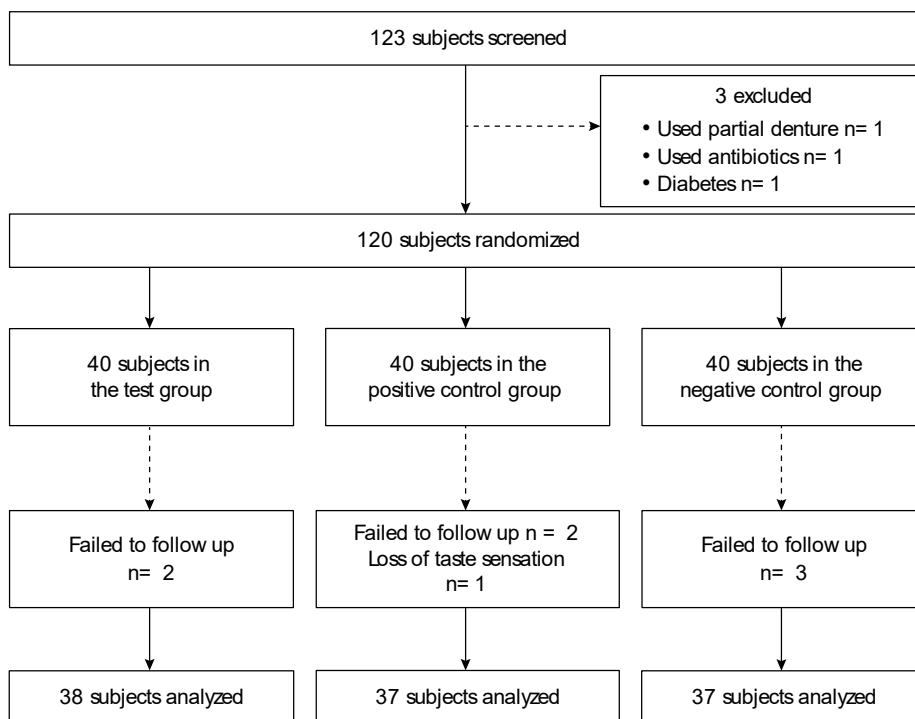 123 subjects screened
3 excluded
• Used partial denture n= 1
• Used antibiotics n= 1
• Diabetes n= 1
120 subjects randomized
40 subjects in
the test group
40 subjects in the
positive control group
40 subjects in the
negative control group
Failed to follow up
n= 2
Failed to follow up n = 2
Loss of taste sensation
n= 1
Failed to follow up
n= 3
38 subjects analyzed
37 subjects analyzed
37 subjects analyzed